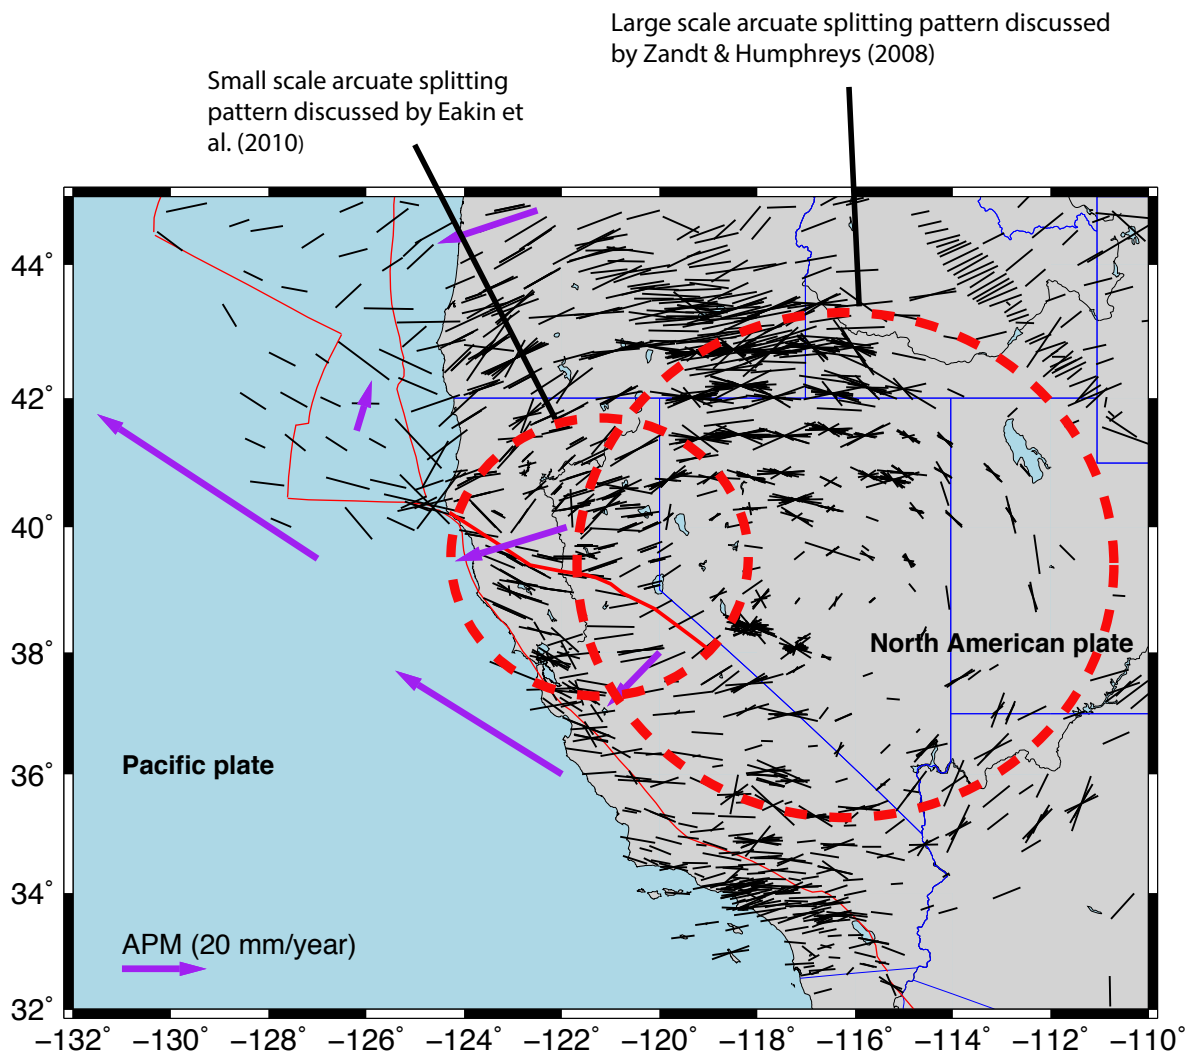 Large scale arcuate splitting pattern discussed
by Zandt & Humphreys (2008)
Small scale arcuate splitting
pattern discussed by Eakin et
al. (2010)
44°
42°
40°
38°
36°
34°
32°
North American plate
Pacific plate
APM (20 mm/year)
−132° −130° −128° −126° −124° −122° −120° −118° −116° −114° −112° −110°